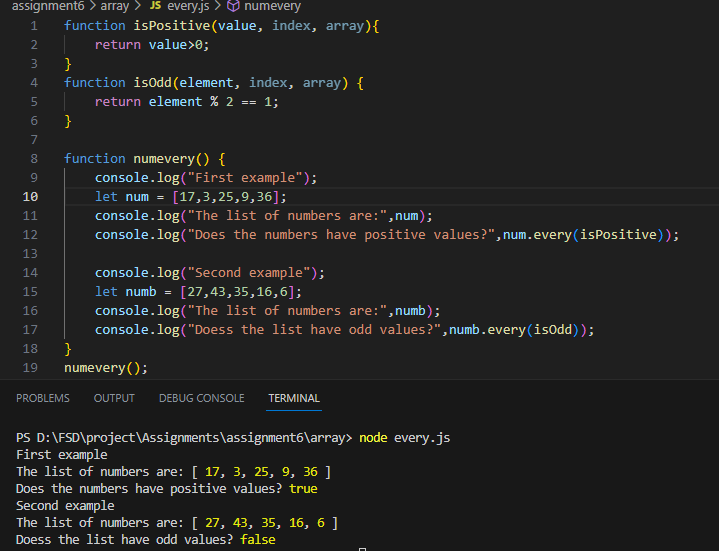 assignment6 > array > JS every.js > numevery
1 function isPositive(value, index, array){
2     return value>0;
3 }
4 function isOdd(element, index, array) {
5     return element % 2 == 1;
6 }
7
8 function numevery() {
9     console.log("First example");
10     let num = [17,3,25,9,36];
11     console.log("The list of numbers are:",num);
12     console.log("Does the numbers have positive values?",num.every(isPositive));
13
14     console.log("Second example");
15     let numb = [27,43,35,16,6];
16     console.log("The list of numbers are:",numb);
17     console.log("Doess the list have odd values?",numb.every(isOdd));
18 }
19 numevery();
PROBLEMS OUTPUT DEBUG CONSOLE TERMINAL
PS D:\FSD\project\Assignments\assignment6\array> node every.js
First example
The list of numbers are: [ 17, 3, 25, 9, 36 ]
Does the numbers have positive values? true
Second example
The list of numbers are: [ 27, 43, 35, 16, 6 ]
Doess the list have odd values? false